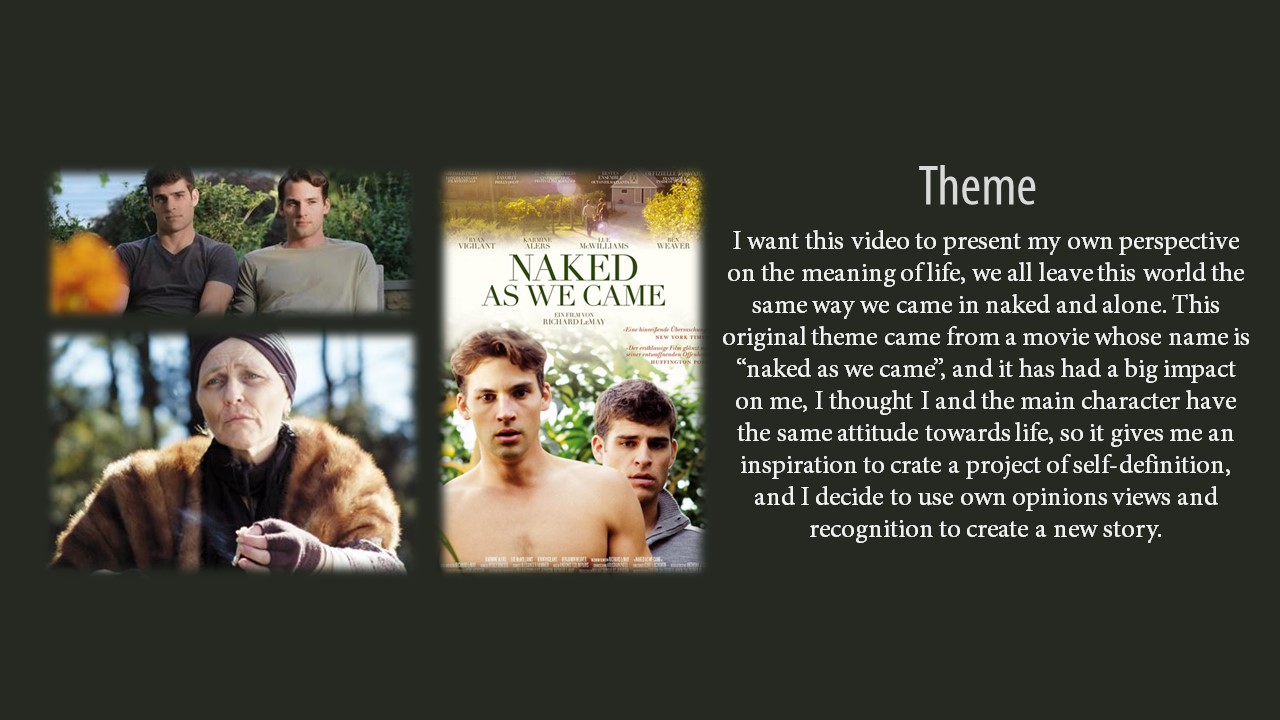 RYAN KARMINE LUE BEN
VIGILANT ALERS McWILLIAMS WEAVER
NAKED
AS WE CAME
EIN FILM VON
RICHARD LeMAY
NEW YORK TIM
HUFFINGTON PO
Theme
I want this video to present my own perspective
on the meaning of life, we all leave this world the
same way we came in naked and alone. This
original theme came from a movie whose name is
“naked as we came”, and it has had a big impact
on me, I thought I and the main character have
the same attitude towards life, so it gives me an
inspiration to crate a project of self-definition,
and I decide to use own opinions views and
recognition to create a new story.